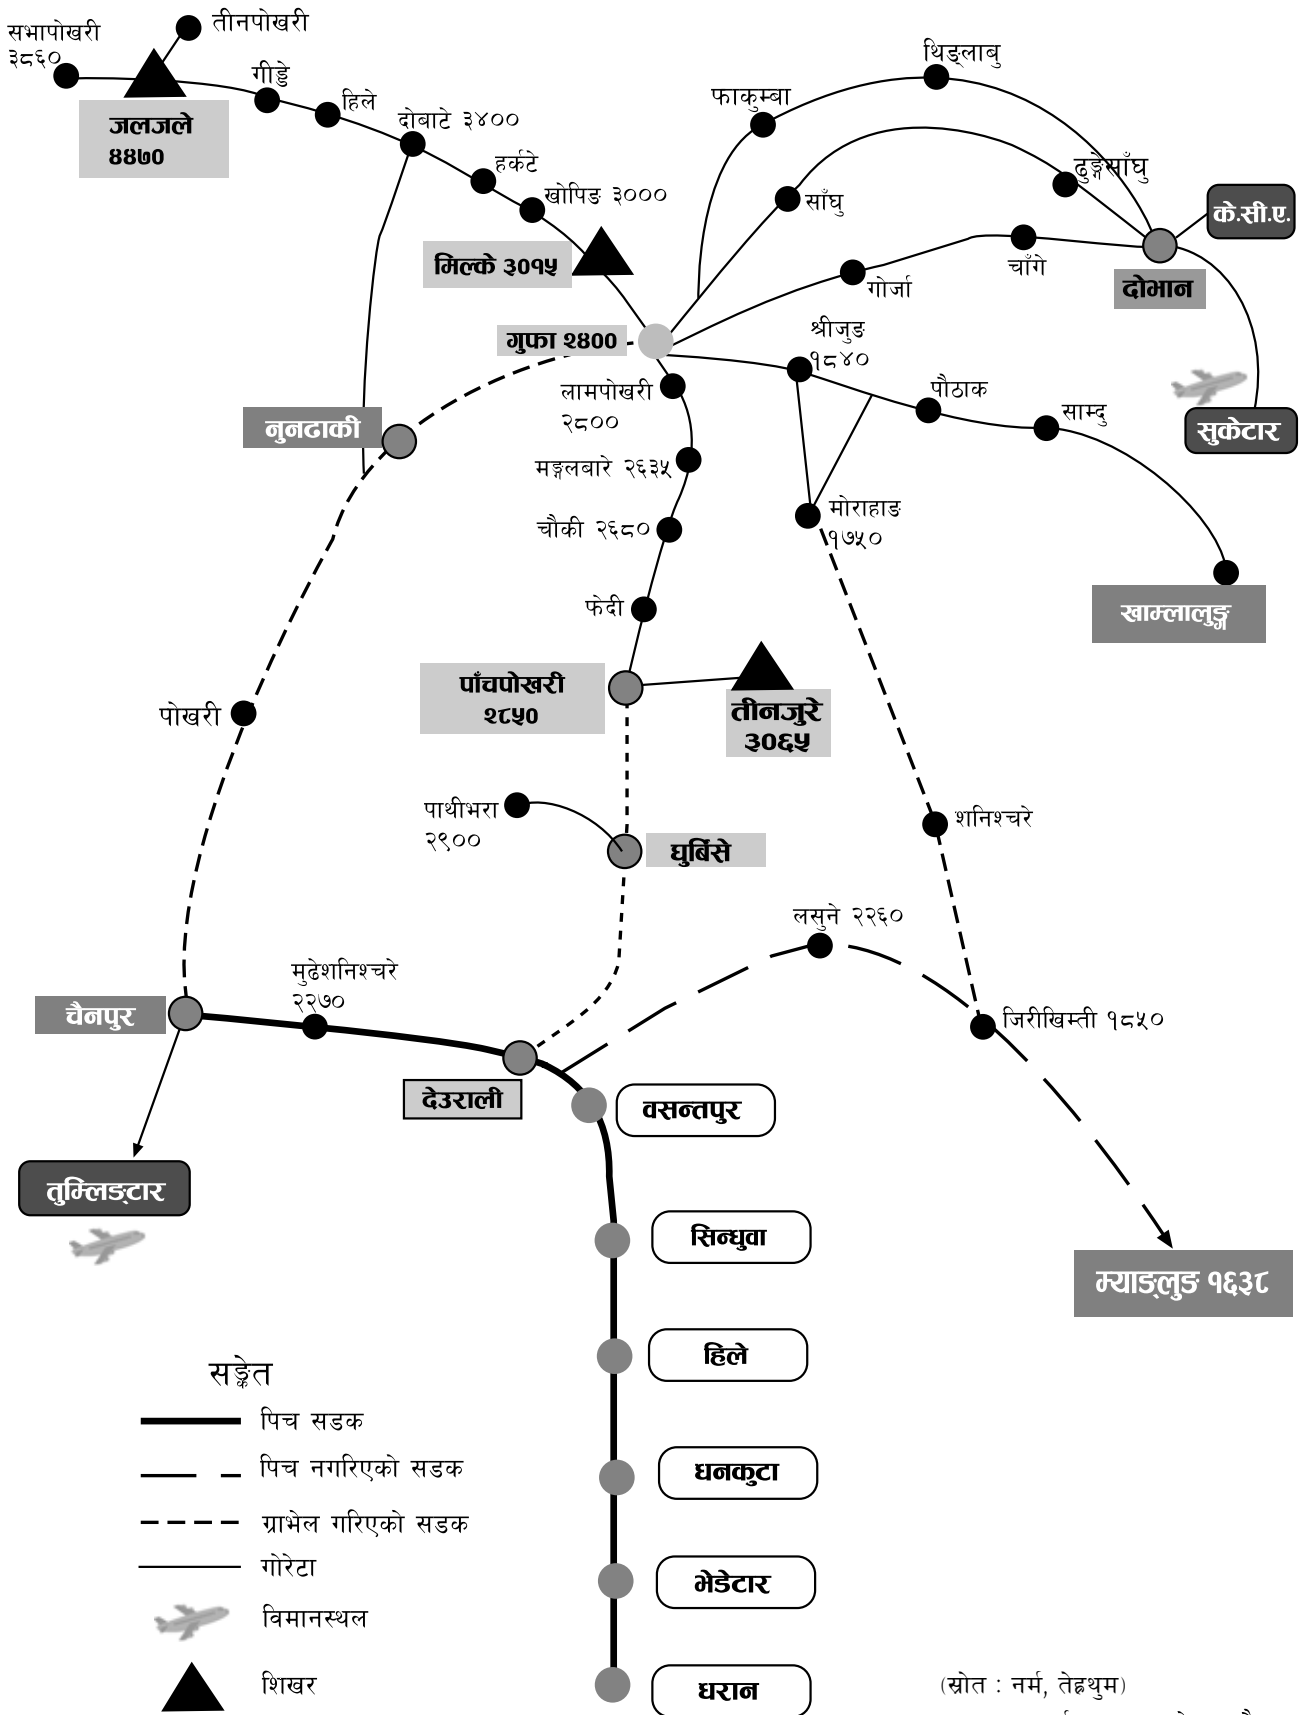 तीनपोखरी
सभापोखरी
३८६०
गीड्डे
हिले
जलजले
४४७०
दोबाटे ३४००
हर्कटे
खोपिङ ३०००
मिल्के ३०१५
थिङ्लाबु
फाकुम्बा
ढुङ्गेसाँघु
साँघु
के.सी.ए.
चाँगे
दोभान
गोर्जा
गुफा २४००
श्रीजुङ
१८४०
लामपोखरी
२८००
पौठाक
साम्दु
सुकेटार
नुनढाकी
मङ्गलबारे २६३५
चौकी २६८०
मोराहाङ
१७५०
फेदी
खाम्लालुङ्ग
पाँचपोखरी
२८५०
तीनजुरे
३०६५
पोखरी
पाथीभरा
२९००
घुर्बिसे
शनिश्चरे
लसुने २२६०
मुढेशनिश्चरे
२२७०
चैनपुर
जिरीखिम्ती १८५०
देउराली
वसन्तपुर
तुम्लिङ्टार
सिन्धुवा
म्याङ्लुङ १६३८
हिले
सङ्केत
पिच सडक
पिच नगरिएको सडक
ग्राभेल गरिएको सडक
गोरेटा
विमानस्थल
शिखर
धनकुटा
भेडेटार
धरान
(स्रोत : नर्म, तेह्रथुम)